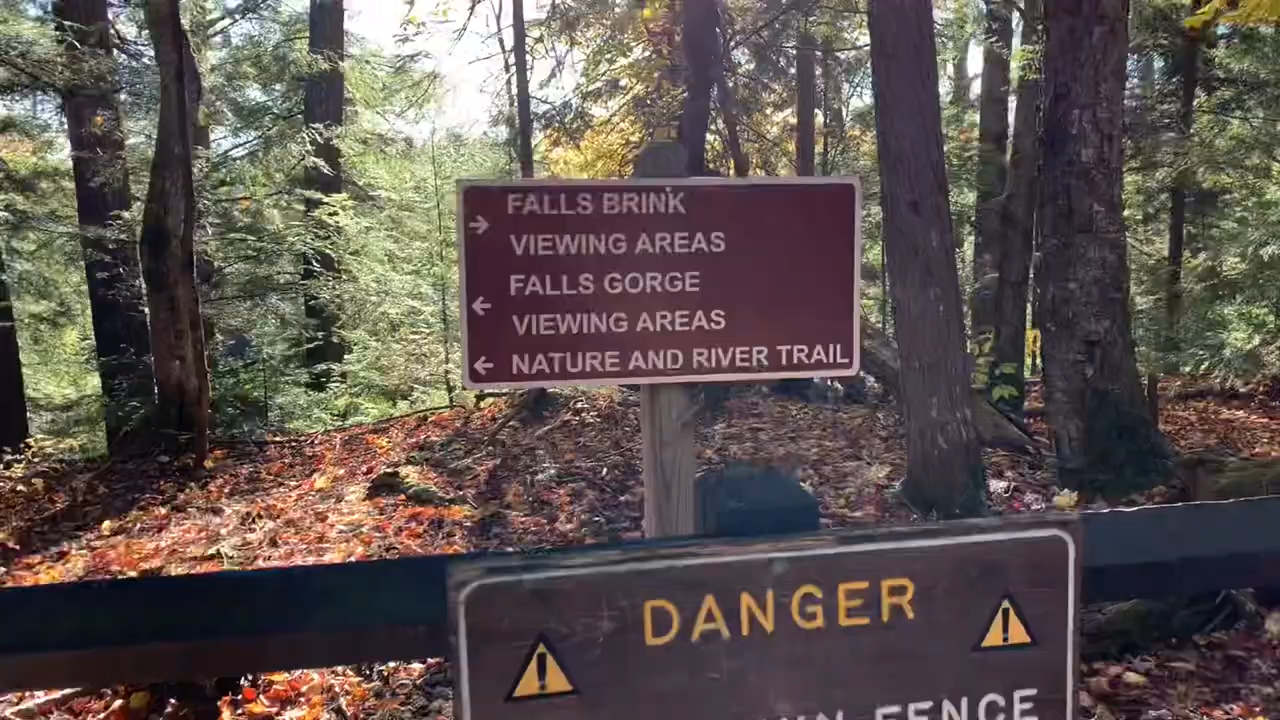 FALLS BRINK
→
VIEWING AREAS
FALLS GORGE
←
VIEWING AREAS
← NATURE AND RIVER TRAIL
DANGER
FENCE